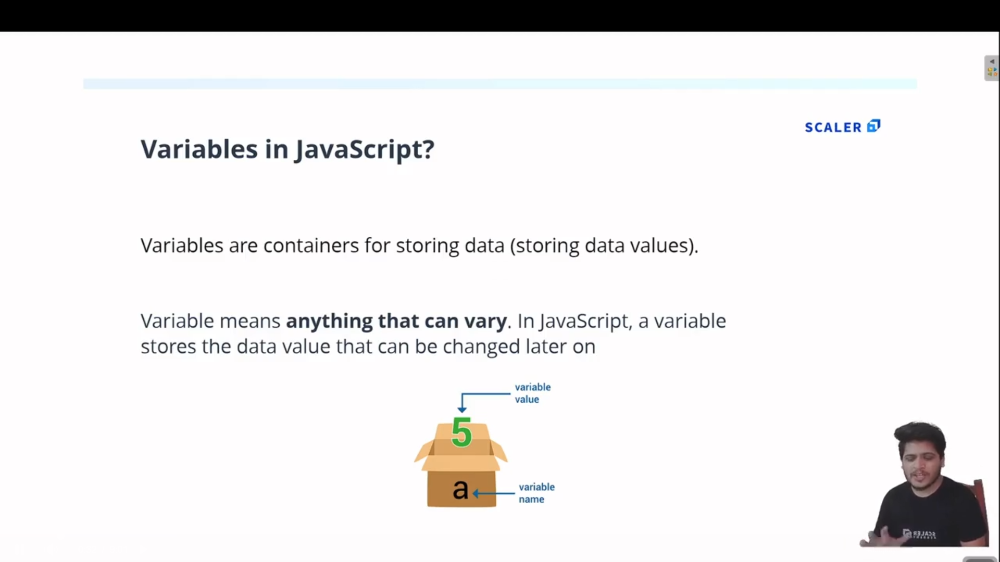 SCALER
Variables in JavaScript?
Variables are containers for storing data (storing data values).
Variable means anything that can vary. In JavaScript, a variable
stores the data value that can be changed later on
variable
value
5
a
variable
name
SCALER